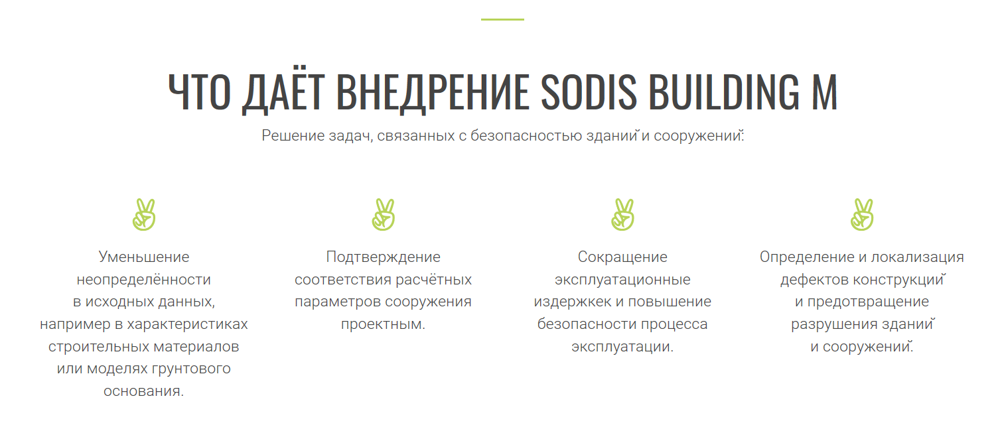 ЧТО ДАЁТ ВНЕДРЕНИЕ SODIS BUILDING M
Решение задач, связанных с безопасностью зданий и сооружений:
Уменьшение
неопределённости
в исходных данных,
например в характеристиках
строительных материалов
или моделях грунтового
основания.
Подтверждение
соответствия расчётных
параметров сооружения
проектным.
Сокращение
эксплуатационные
издержкек и повышение
безопасности процесса
эксплуатации.
Определение и локализация
дефектов конструкций
и предотвращение
разрушения зданий
и сооружений.